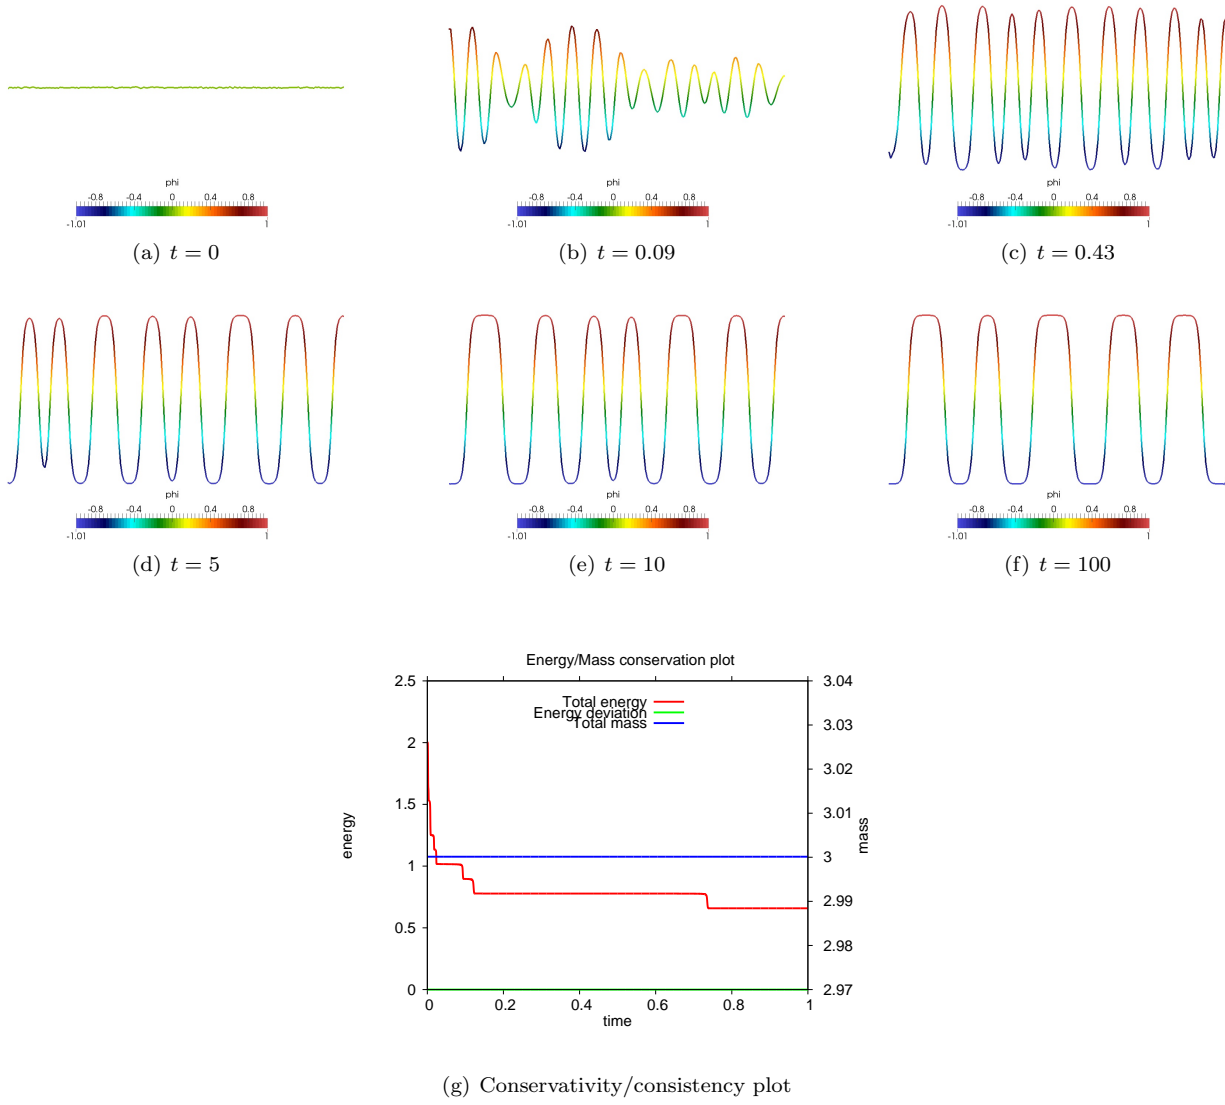 phi
-0.8 -0.4 0 0.4 0.8
-1.01 1
(a) t = 0
phi
-0.8 -0.4 0 0.4 0.8
-1.01 1
(b) t = 0.09
phi
-0.8 -0.4 0 0.4 0.8
-1.01 1
(c) t = 0.43
phi
-0.8 -0.4 0 0.4 0.8
-1.01 1
(d) t = 5
phi
-0.8 -0.4 0 0.4 0.8
-1.01 1
(e) t = 10
phi
-0.8 -0.4 0 0.4 0.8
-1.01 1
(f) t = 100
Energy/Mass conservation plot
2.5 3.04
Total energy
Energy deviation
Total mass
3.03
2 3.02
1.5 3.01
energy
mass
1 3
2.99
0.5
2.98
0 2.97
0 0.2 0.4 0.6 0.8 1
time
(g) Conservativity/consistency plot